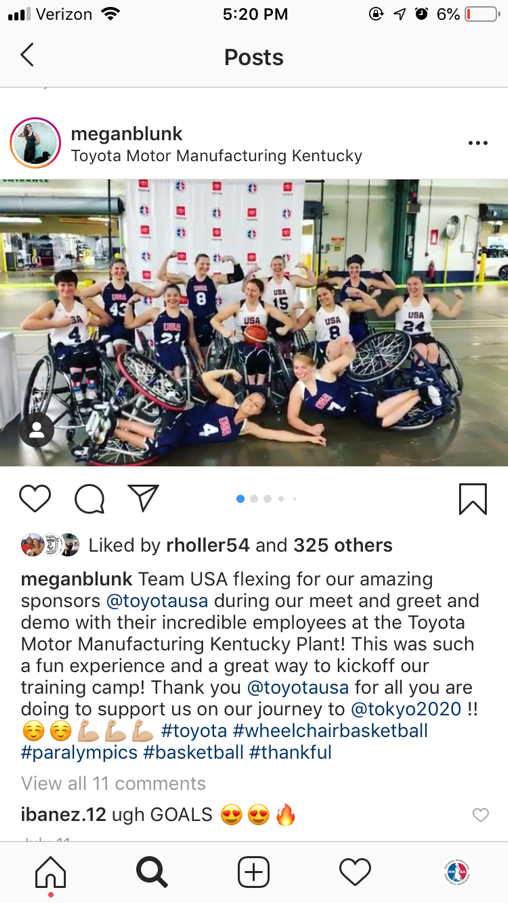 Verizon 5:20 PM 6%
Posts
meganblunk
Toyota Motor Manufacturing Kentucky
ENTRANCE
TOYOTA
USA
43
USA
8
USA
15
USA
4
USA
21
USA
USA
8
USA
24
USA
4
USA
7
Liked by rholler54 and 325 others
meganblunk Team USA flexing for our amazing
sponsors @toyotausa during our meet and greet and
demo with their incredible employees at the Toyota
Motor Manufacturing Kentucky Plant! This was such
a fun experience and a great way to kickoff our
training camp! Thank you @toyotausa for all you are
doing to support us on our journey to @tokyo2020 !!
☺️☺️💪🏼💪🏼💪🏼 #toyota #wheelchairbasketball
#paralympics #basketball #thankful
View all 11 comments
ibanez.12 ugh GOALS 😍😍🔥
July 11